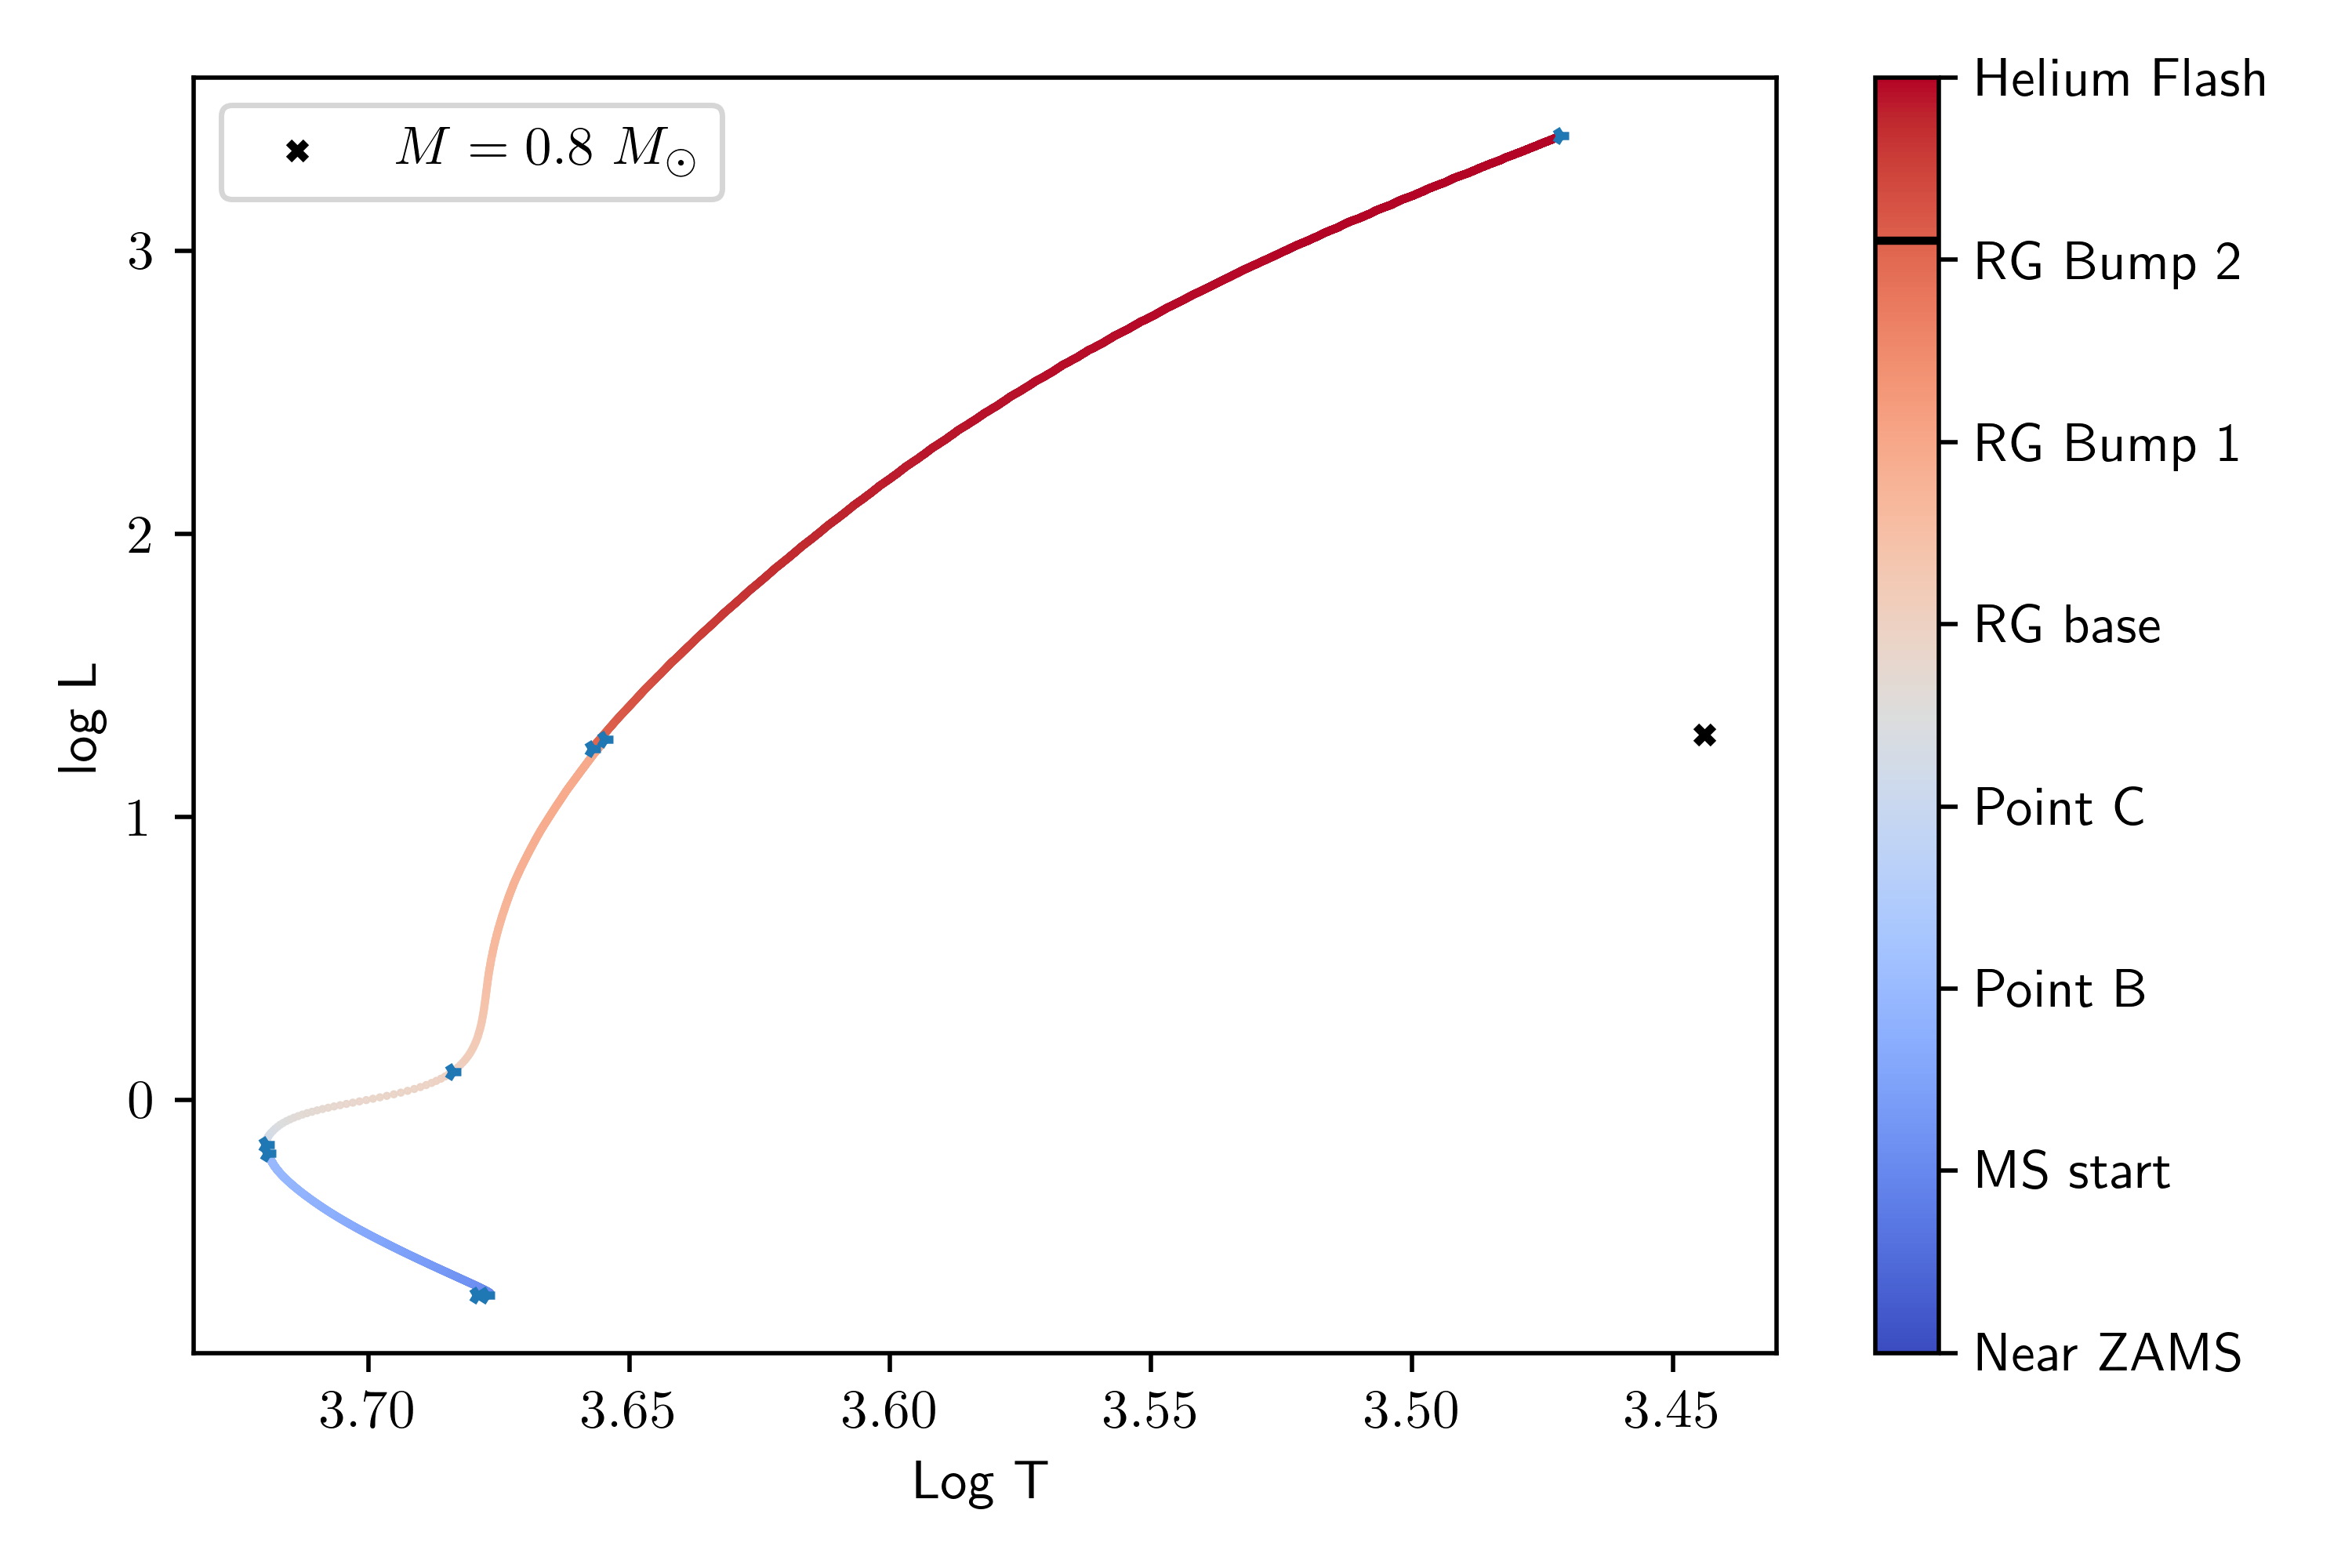 M = 0.8 M⊙
3
2
1
0
log L
3.70 3.65 3.60 3.55 3.50 3.45
Log T
Helium Flash
RG Bump 2
RG Bump 1
RG base
Point C
Point B
MS start
Near ZAMS